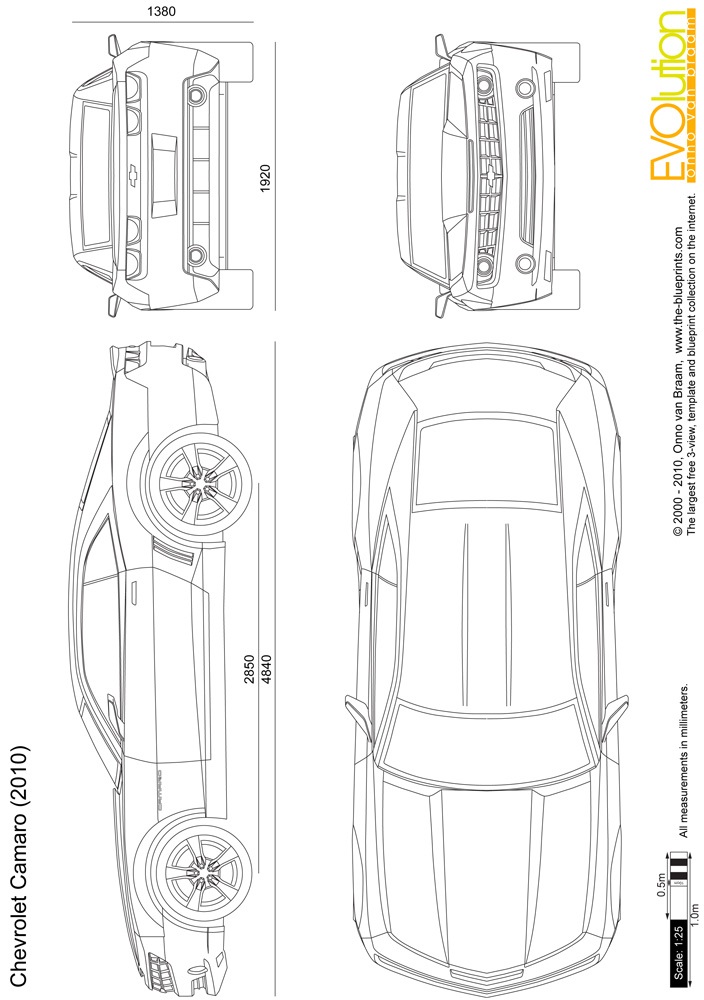 Chevrolet Camaro (2010)
1380
1920
2850
4840
CAMARO
EVOlution
onno van braam
© 2000 - 2010, Onno van Braam, www.the-blueprints.com
The largest free 3-view, template and blueprint collection on the internet.
All measurements in millimeters.
Scale: 1:25
0.5m
1.0m